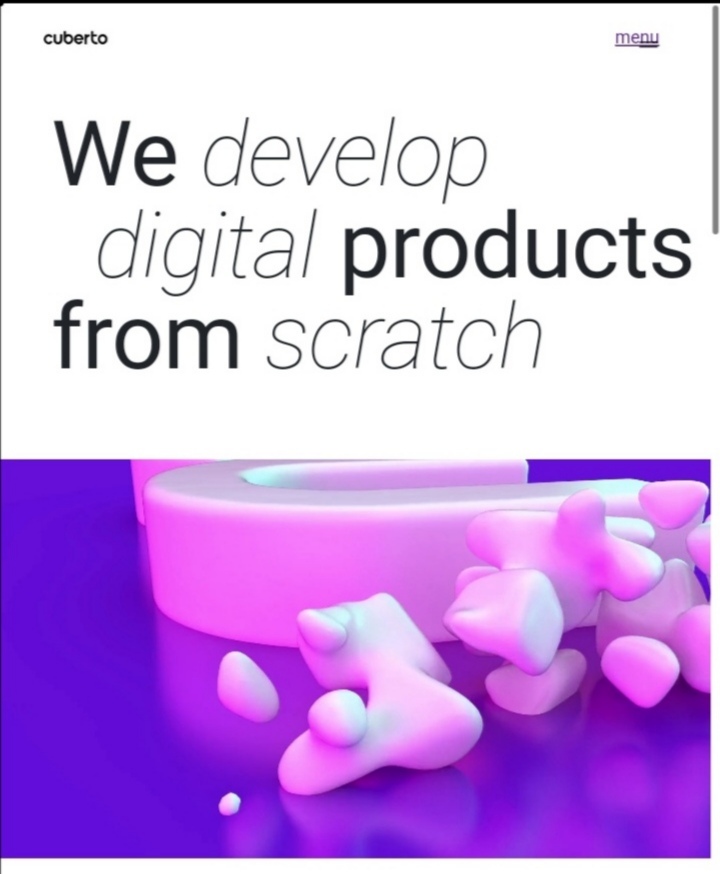 cuberto
menu
We develop
digital products
from scratch